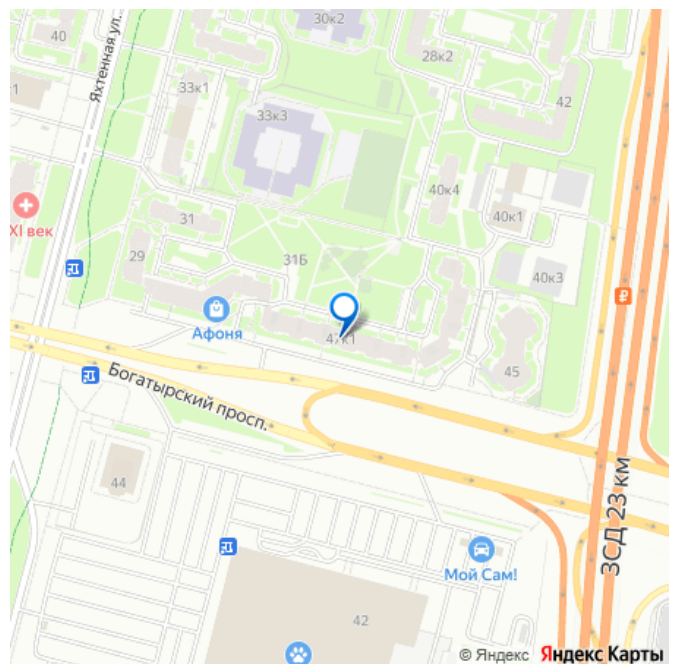 30к2
40
28к2
Яхтенная ул.
33к1
42
33к3
40к4
XI век
31
40к1
29
31Б
40к3
Афоня
47к1
45
Богатырский просп.
44
ЗСД 23 км
Мой Сам!
42
© Яндекс Яндекс Карты